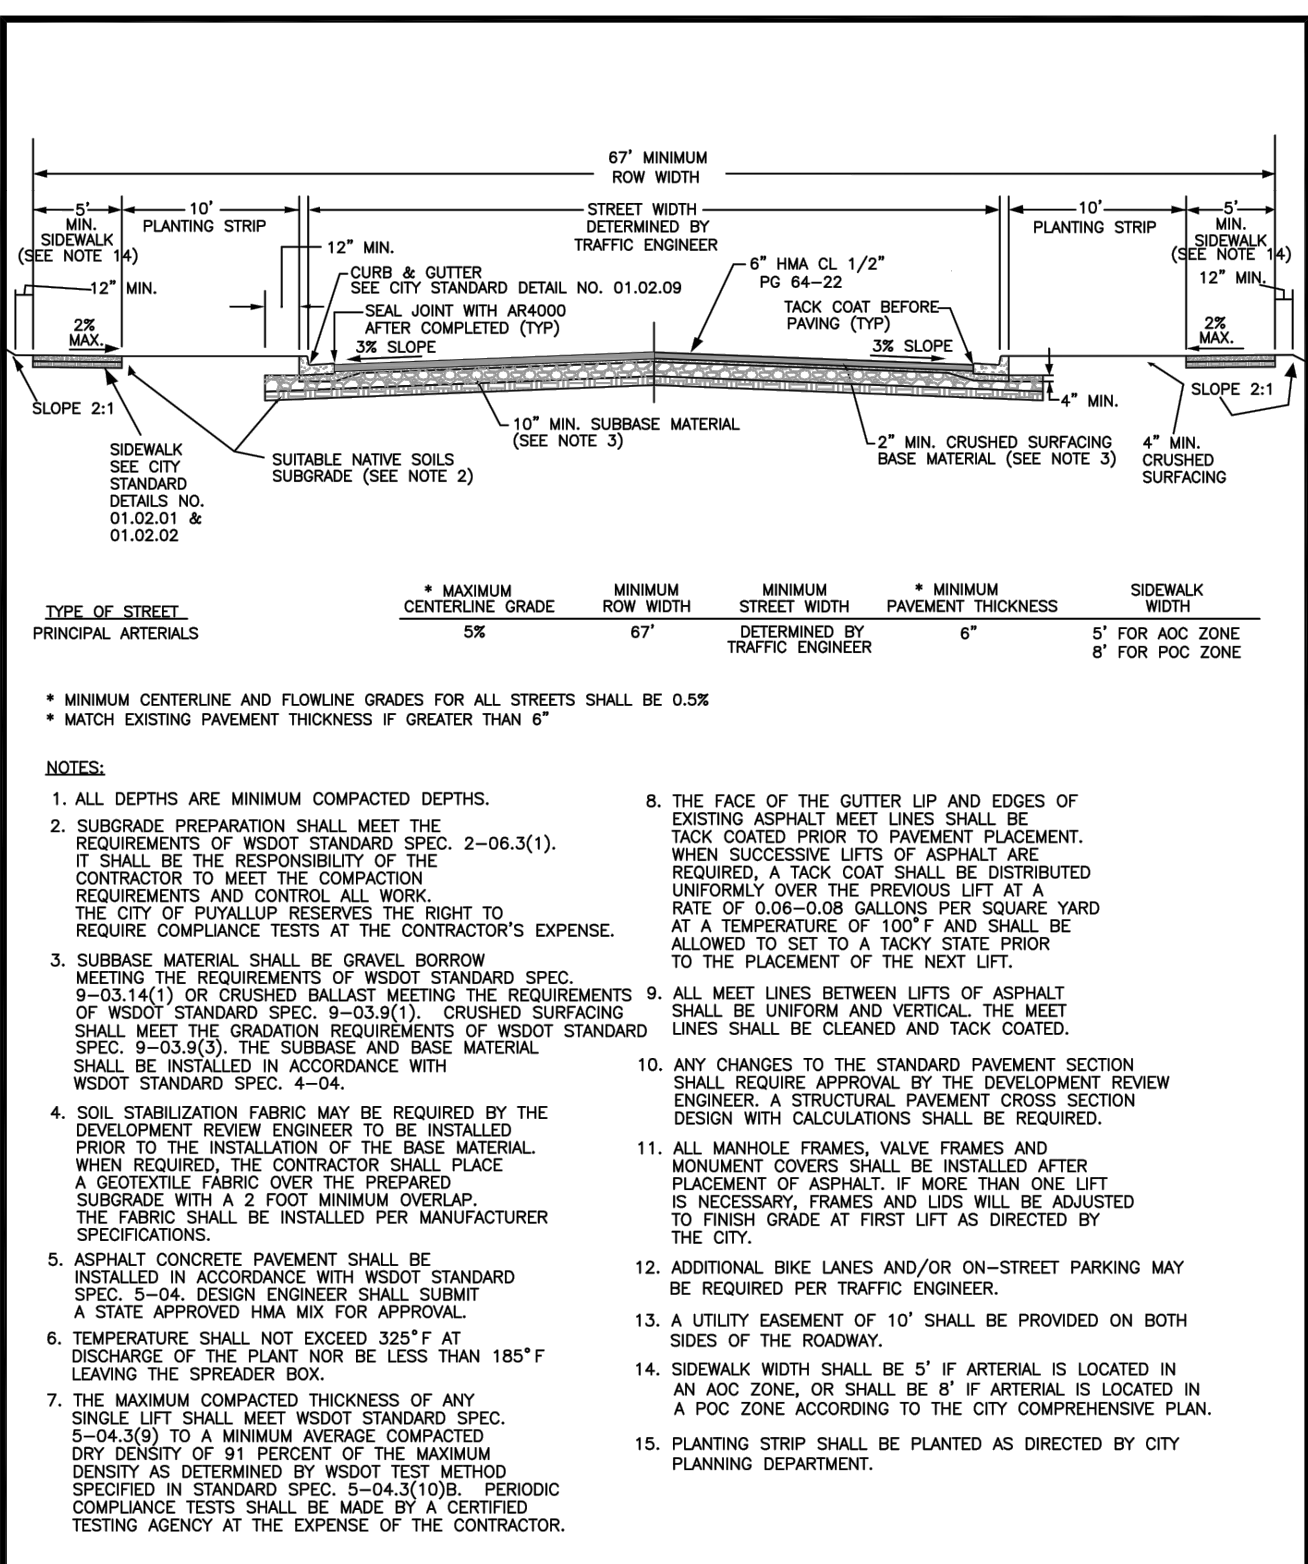 67' MINIMUM
ROW WIDTH
5'
MIN.
SIDEWALK
(SEE NOTE 14)
10'
PLANTING STRIP
STREET WIDTH
DETERMINED BY
TRAFFIC ENGINEER
10'
PLANTING STRIP
5'
MIN.
SIDEWALK
(SEE NOTE 14)
12" MIN.
12" MIN.
CURB & GUTTER
SEE CITY STANDARD DETAIL NO. 01.02.09
6" HMA CL 1/2"
PG 64-22
12" MIN.
SEAL JOINT WITH AR4000
AFTER COMPLETED (TYP)
TACK COAT BEFORE
PAVING (TYP)
2%
MAX.
3% SLOPE
3% SLOPE
2%
MAX.
SLOPE 2:1
4" MIN.
SLOPE 2:1
10" MIN. SUBBASE MATERIAL
(SEE NOTE 3)
2" MIN. CRUSHED SURFACING
BASE MATERIAL (SEE NOTE 3)
4" MIN.
CRUSHED
SURFACING
SIDEWALK
SEE CITY
STANDARD
DETAILS NO.
01.02.01 &
01.02.02
SUITABLE NATIVE SOILS
SUBGRADE (SEE NOTE 2)
TYPE OF STREET
* MAXIMUM
CENTERLINE GRADE
MINIMUM
ROW WIDTH
MINIMUM
STREET WIDTH
* MINIMUM
PAVEMENT THICKNESS
SIDEWALK
WIDTH
PRINCIPAL ARTERIALS
5%
67'
DETERMINED BY
TRAFFIC ENGINEER
6"
5' FOR AOC ZONE
8' FOR POC ZONE
* MINIMUM CENTERLINE AND FLOWLINE GRADES FOR ALL STREETS SHALL BE 0.5%
* MATCH EXISTING PAVEMENT THICKNESS IF GREATER THAN 6"
NOTES:
1. ALL DEPTHS ARE MINIMUM COMPACTED DEPTHS.
2. SUBGRADE PREPARATION SHALL MEET THE
REQUIREMENTS OF WSDOT STANDARD SPEC. 2-06.3(1).
IT SHALL BE THE RESPONSIBILITY OF THE
CONTRACTOR TO MEET THE COMPACTION
REQUIREMENTS AND CONTROL ALL WORK.
THE CITY OF PUYALLUP RESERVES THE RIGHT TO
REQUIRE COMPLIANCE TESTS AT THE CONTRACTOR'S EXPENSE.
3. SUBBASE MATERIAL SHALL BE GRAVEL BORROW
MEETING THE REQUIREMENTS OF WSDOT STANDARD SPEC.
9-03.14(1) OR CRUSHED BALLAST MEETING THE REQUIREMENTS
OF WSDOT STANDARD SPEC. 9-03.9(1). CRUSHED SURFACING
SHALL MEET THE GRADATION REQUIREMENTS OF WSDOT STANDARD
SPEC. 9-03.9(3). THE SUBBASE AND BASE MATERIAL
SHALL BE INSTALLED IN ACCORDANCE WITH
WSDOT STANDARD SPEC. 4-04.
4. SOIL STABILIZATION FABRIC MAY BE REQUIRED BY THE
DEVELOPMENT REVIEW ENGINEER TO BE INSTALLED
PRIOR TO THE INSTALLATION OF THE BASE MATERIAL.
WHEN REQUIRED, THE CONTRACTOR SHALL PLACE
A GEOTEXTILE FABRIC OVER THE PREPARED
SUBGRADE WITH A 2 FOOT MINIMUM OVERLAP.
THE FABRIC SHALL BE INSTALLED PER MANUFACTURER
SPECIFICATIONS.
5. ASPHALT CONCRETE PAVEMENT SHALL BE
INSTALLED IN ACCORDANCE WITH WSDOT STANDARD
SPEC. 5-04. DESIGN ENGINEER SHALL SUBMIT
A STATE APPROVED HMA MIX FOR APPROVAL.
6. TEMPERATURE SHALL NOT EXCEED 325°F AT
DISCHARGE OF THE PLANT NOR BE LESS THAN 185°F
LEAVING THE SPREADER BOX.
7. THE MAXIMUM COMPACTED THICKNESS OF ANY
SINGLE LIFT SHALL MEET WSDOT STANDARD SPEC.
5-04.3(9) TO A MINIMUM AVERAGE COMPACTED
DRY DENSITY OF 91 PERCENT OF THE MAXIMUM
DENSITY AS DETERMINED BY WSDOT TEST METHOD
SPECIFIED IN STANDARD SPEC. 5-04.3(10)B. PERIODIC
COMPLIANCE TESTS SHALL BE MADE BY A CERTIFIED
TESTING AGENCY AT THE EXPENSE OF THE CONTRACTOR.
8. THE FACE OF THE GUTTER LIP AND EDGES OF
EXISTING ASPHALT MEET LINES SHALL BE
TACK COATED PRIOR TO PAVEMENT PLACEMENT.
WHEN SUCCESSIVE LIFTS OF ASPHALT ARE
REQUIRED, A TACK COAT SHALL BE DISTRIBUTED
UNIFORMLY OVER THE PREVIOUS LIFT AT A
RATE OF 0.06-0.08 GALLONS PER SQUARE YARD
AT A TEMPERATURE OF 100°F AND SHALL BE
ALLOWED TO SET TO A TACKY STATE PRIOR
TO THE PLACEMENT OF THE NEXT LIFT.
9. ALL MEET LINES BETWEEN LIFTS OF ASPHALT
SHALL BE UNIFORM AND VERTICAL. THE MEET
LINES SHALL BE CLEANED AND TACK COATED.
10. ANY CHANGES TO THE STANDARD PAVEMENT SECTION
SHALL REQUIRE APPROVAL BY THE DEVELOPMENT REVIEW
ENGINEER. A STRUCTURAL PAVEMENT CROSS SECTION
DESIGN WITH CALCULATIONS SHALL BE REQUIRED.
11. ALL MANHOLE FRAMES, VALVE FRAMES AND
MONUMENT COVERS SHALL BE INSTALLED AFTER
PLACEMENT OF ASPHALT. IF MORE THAN ONE LIFT
IS NECESSARY, FRAMES AND LIDS WILL BE ADJUSTED
TO FINISH GRADE AT FIRST LIFT AS DIRECTED BY
THE CITY.
12. ADDITIONAL BIKE LANES AND/OR ON-STREET PARKING MAY
BE REQUIRED PER TRAFFIC ENGINEER.
13. A UTILITY EASEMENT OF 10' SHALL BE PROVIDED ON BOTH
SIDES OF THE ROADWAY.
14. SIDEWALK WIDTH SHALL BE 5' IF ARTERIAL IS LOCATED IN
AN AOC ZONE, OR SHALL BE 8' IF ARTERIAL IS LOCATED IN
A POC ZONE ACCORDING TO THE CITY COMPREHENSIVE PLAN.
15. PLANTING STRIP SHALL BE PLANTED AS DIRECTED BY CITY
PLANNING DEPARTMENT.